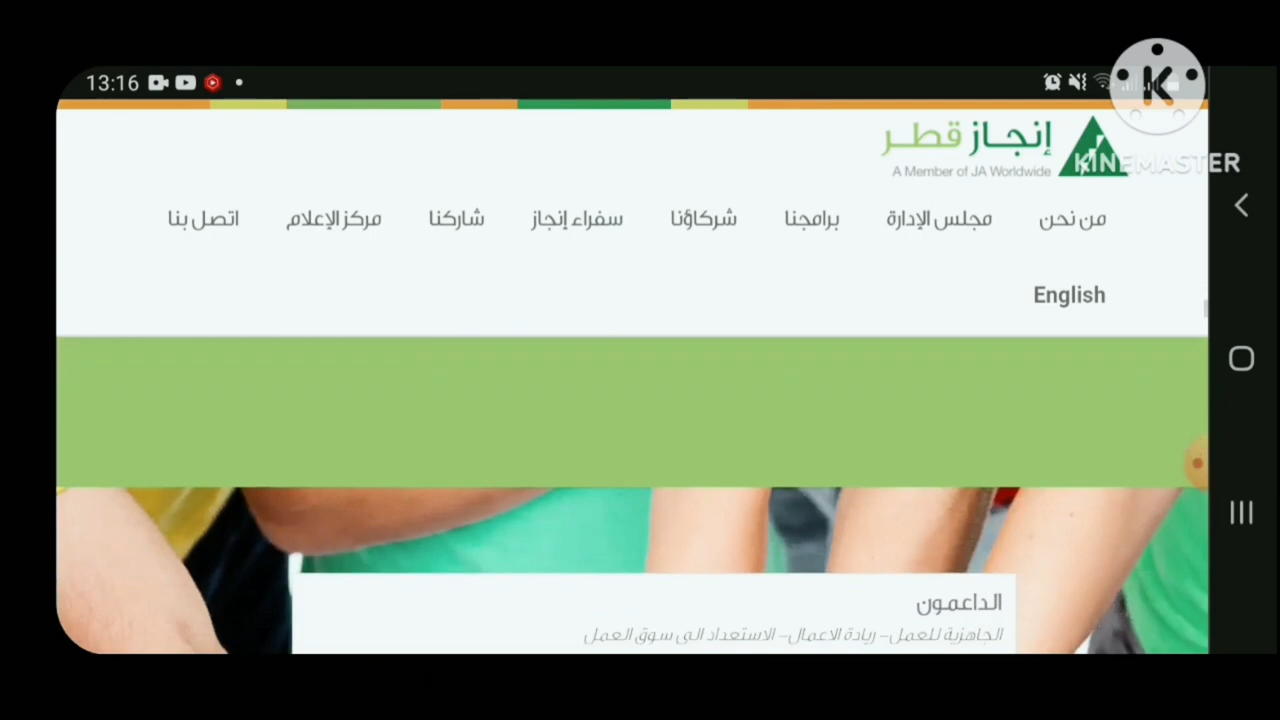 13:16
KINEMASTER
إنجاز قطر
A Member of JA Worldwide
من نحن مجلس الإدارة برامجنا شركاؤنا سفراء إنجاز شاركنا مركز الإعلام اتصل بنا
English
الداعمون
الجاهزية للعمل– ريادة الاعمال– الاستعداد الى سوق العمل